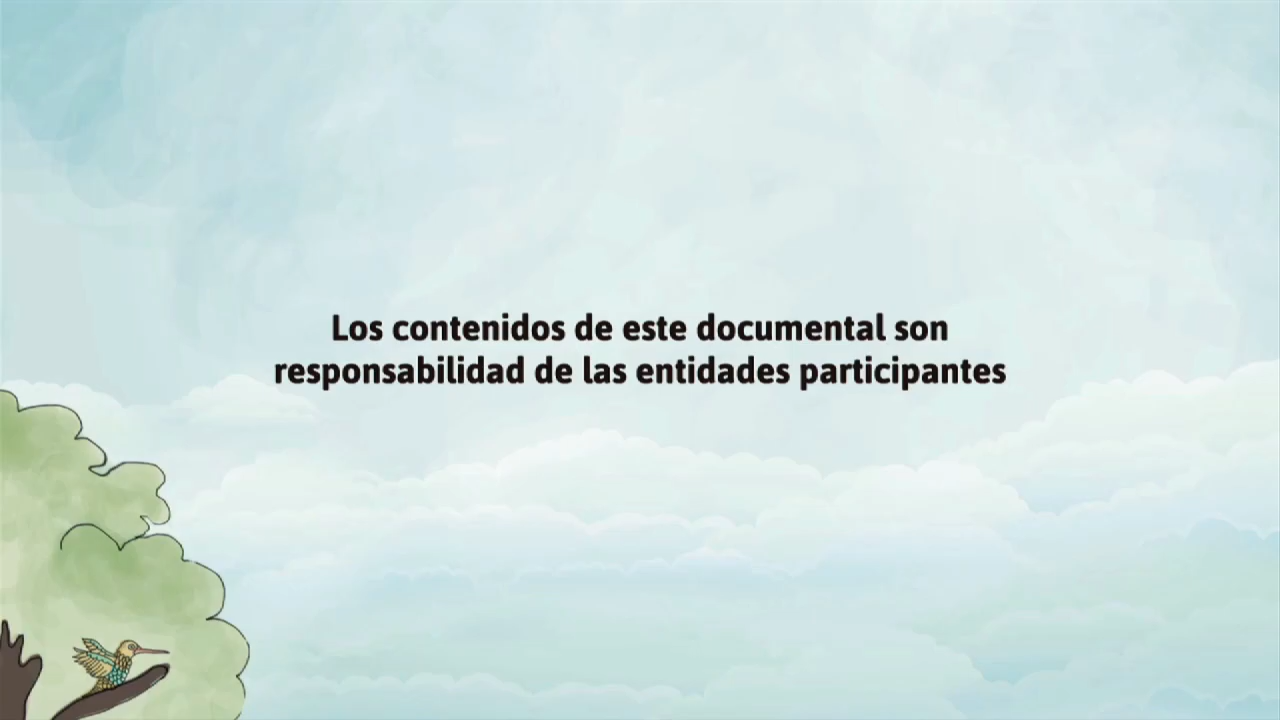 Los contenidos de este documental son
responsabilidad de las entidades participantes